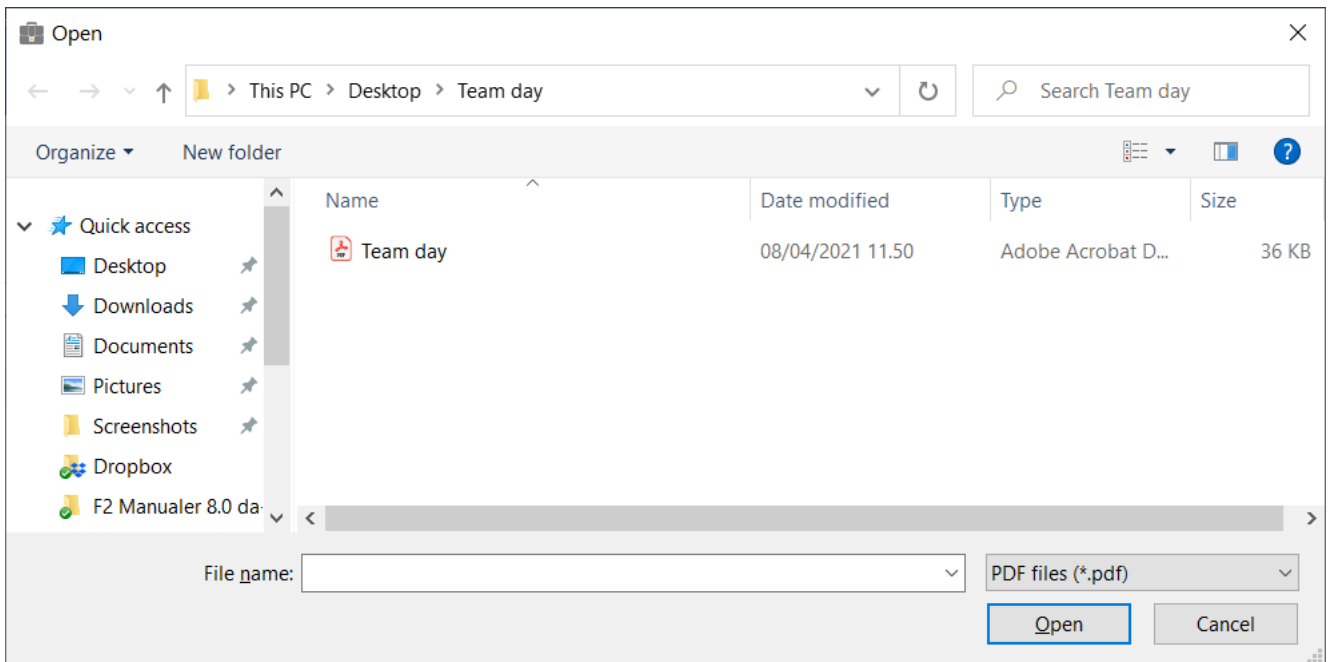 Open
This PC > Desktop > Team day
Search Team day
Organize
New folder
Name
Date modified
Type
Size
Quick access
Desktop
Downloads
Documents
Pictures
Screenshots
Dropbox
F2 Manualer 8.0 da-
Team day
08/04/2021 11.50
Adobe Acrobat D...
36 KB
File name:
PDF files (*.pdf)
Open
Cancel